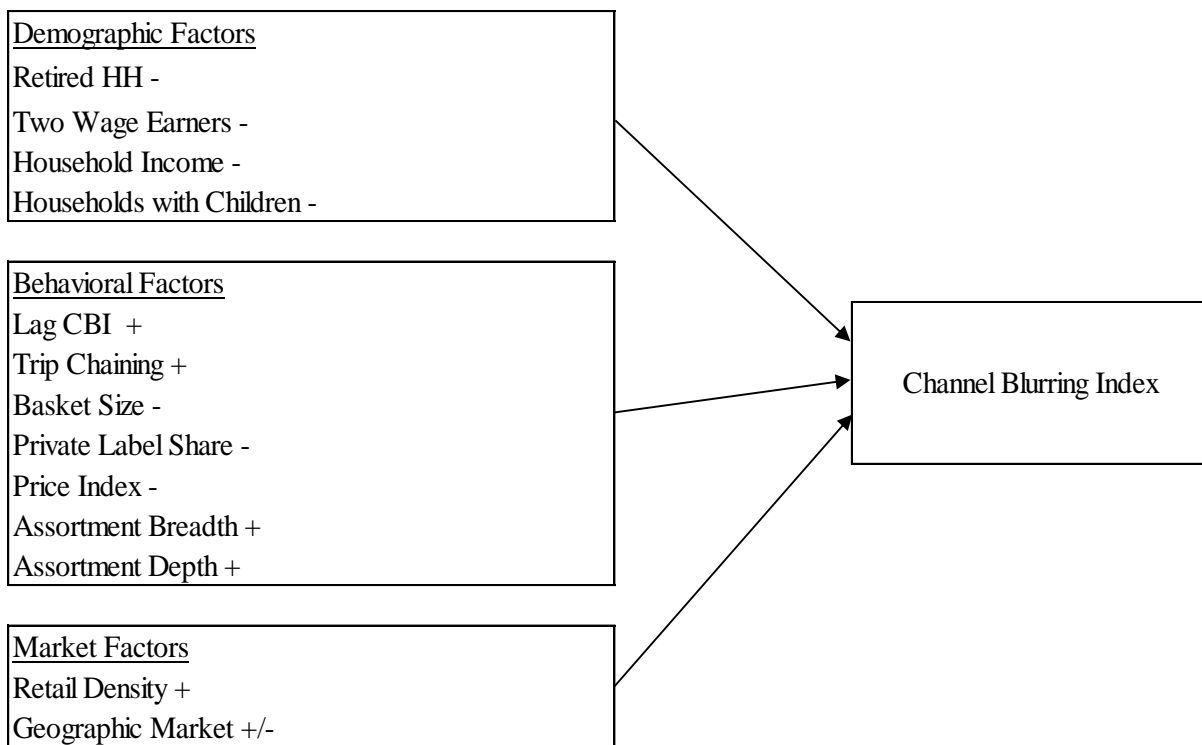 Demographic Factors
Retired HH -
Two Wage Earners -
Household Income -
Households with Children -
Behavioral Factors
Lag CBI +
Trip Chaining +
Basket Size -
Private Label Share -
Price Index -
Assortment Breadth +
Assortment Depth +
Channel Blurring Index
Market Factors
Retail Density +
Geographic Market +/-